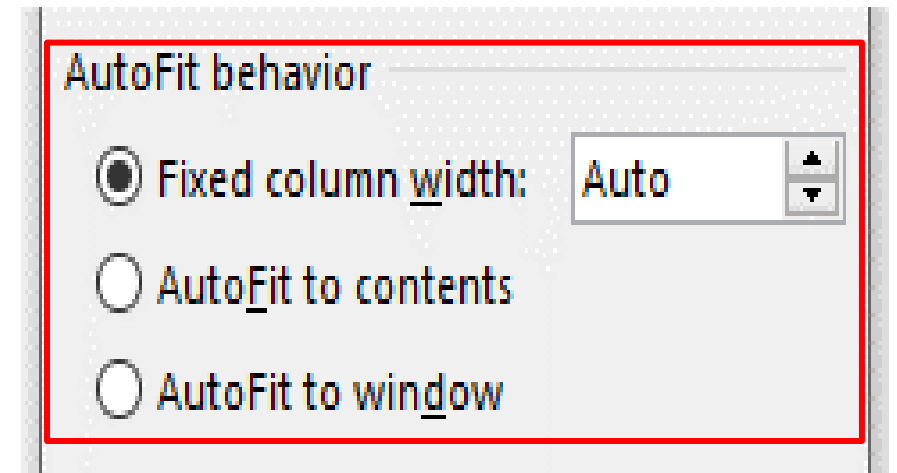 AutoFit behavior
Fixed column width: Auto
AutoFit to contents
AutoFit to window